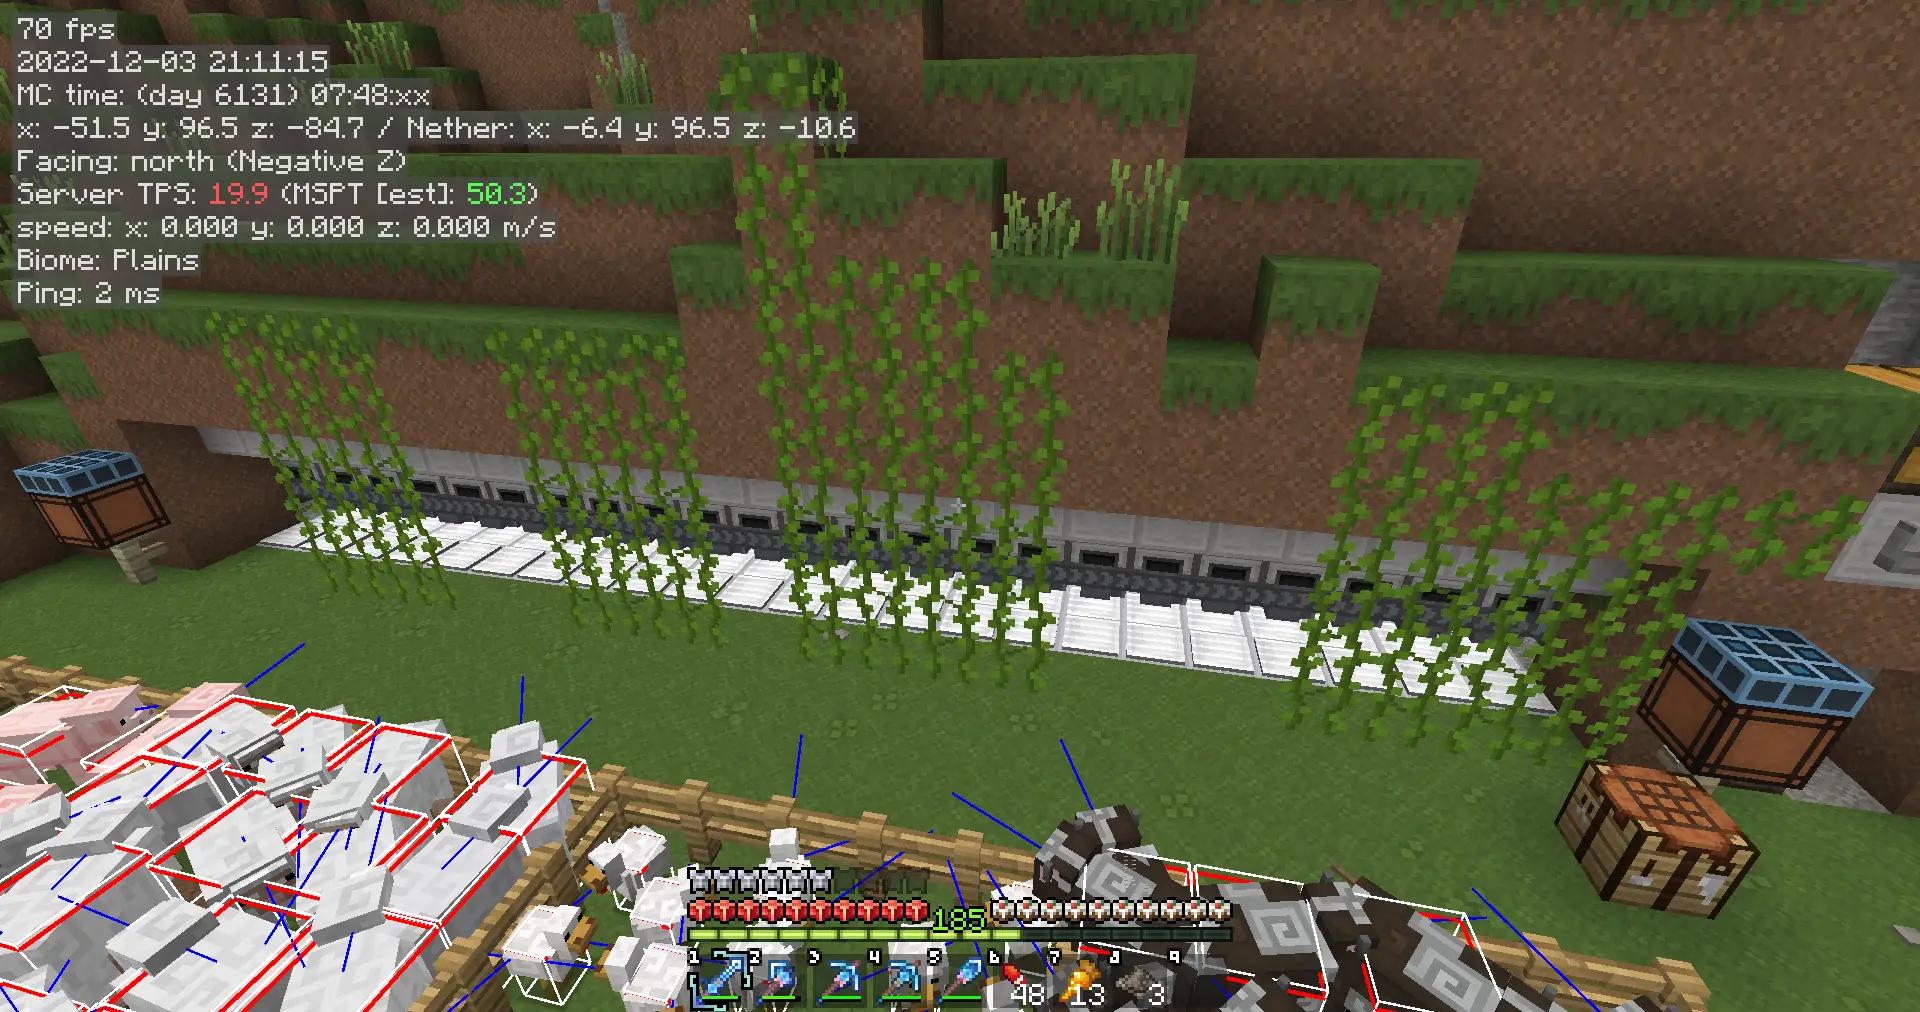 70 fps
2022-12-03 21:11:15
MC time: (day 6131) 07:48:xx
x: -51.5 y: 96.5 z: -84.7 / Nether: x: -6.4 y: 96.5 z: -10.6
Facing: north (Negative Z)
Server TPS: 19.9 (MSPT [est]: 50.3)
speed: x: 0.000 y: 0.000 z: 0.000 m/s
Biome: Plains
Ping: 2 ms
185
1 2 3 4 5 6 7 8 9
48 13 3